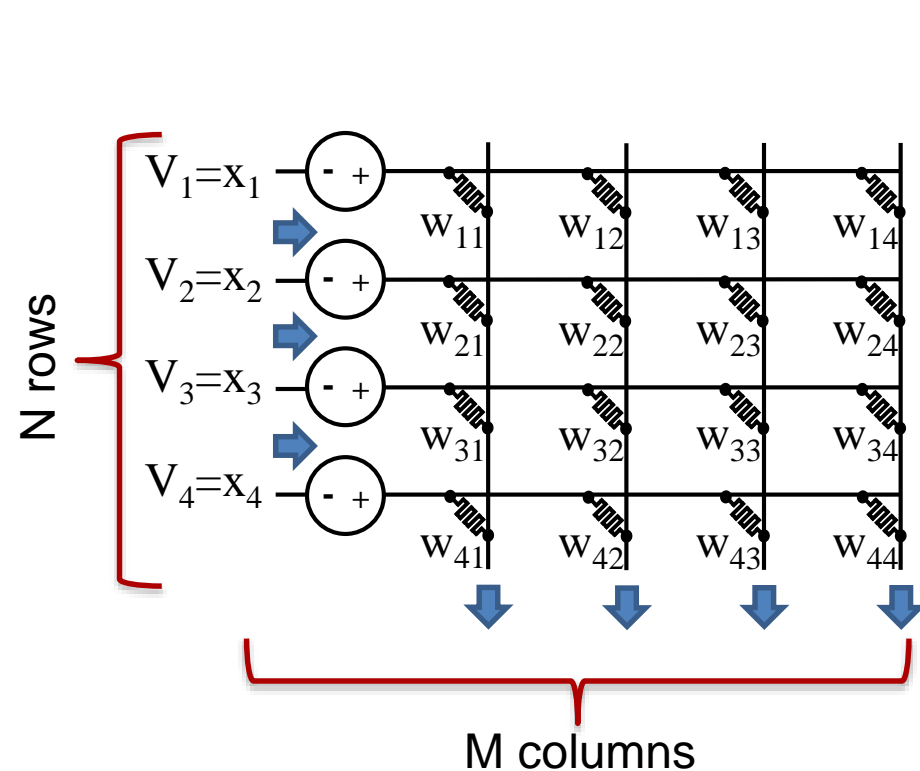 V₁=x₁ - +
w₁₁ w₁₂ w₁₃ w₁₄
V₂=x₂ - +
w₂₁ w₂₂ w₂₃ w₂₄
V₃=x₃ - +
w₃₁ w₃₂ w₃₃ w₃₄
V₄=x₄ - +
w₄₁ w₄₂ w₄₃ w₄₄
N rows
M columns